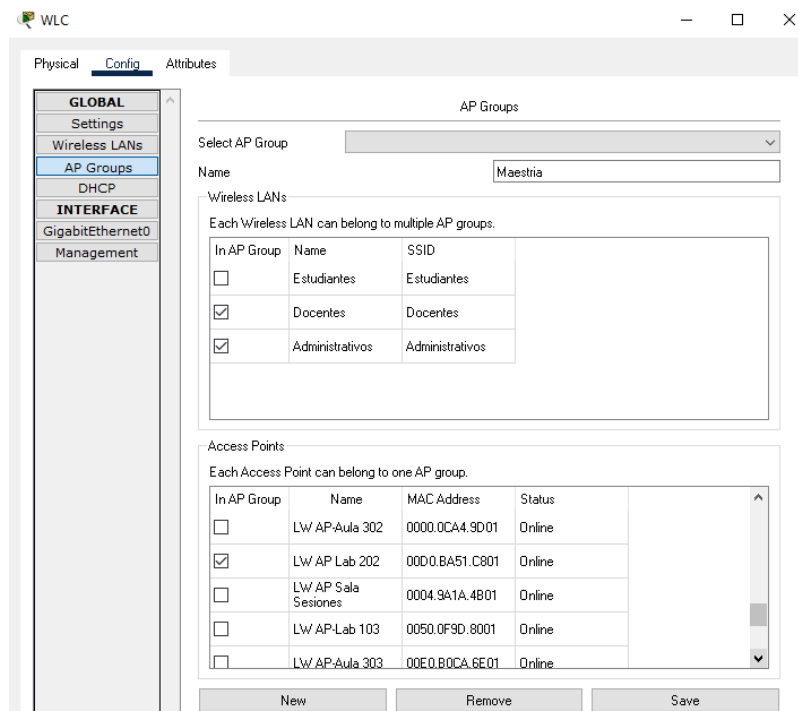 WLC
Physical Config Attributes
GLOBAL
Settings
Wireless LANs
AP Groups
DHCP
INTERFACE
GigabitEthernet0
Management
AP Groups
Select AP Group
Name Maestria
Wireless LANs
Each Wireless LAN can belong to multiple AP groups.
In AP Group Name SSID
Estudiantes Estudiantes
Docentes Docentes
Administrativos Administrativos
Access Points
Each Access Point can belong to one AP group.
In AP Group Name MAC Address Status
LW AP-Aula 302 0000.0CA4.9D01 Online
LW AP Lab 202 00D0.BA51.C801 Online
LW AP Sala
Sesiones 0004.9A1A.4B01 Online
LW AP-Lab 103 0050.0F9D.8001 Online
LW AP-Aula 303 00E0.B0CA.6E01 Online
New Remove Save